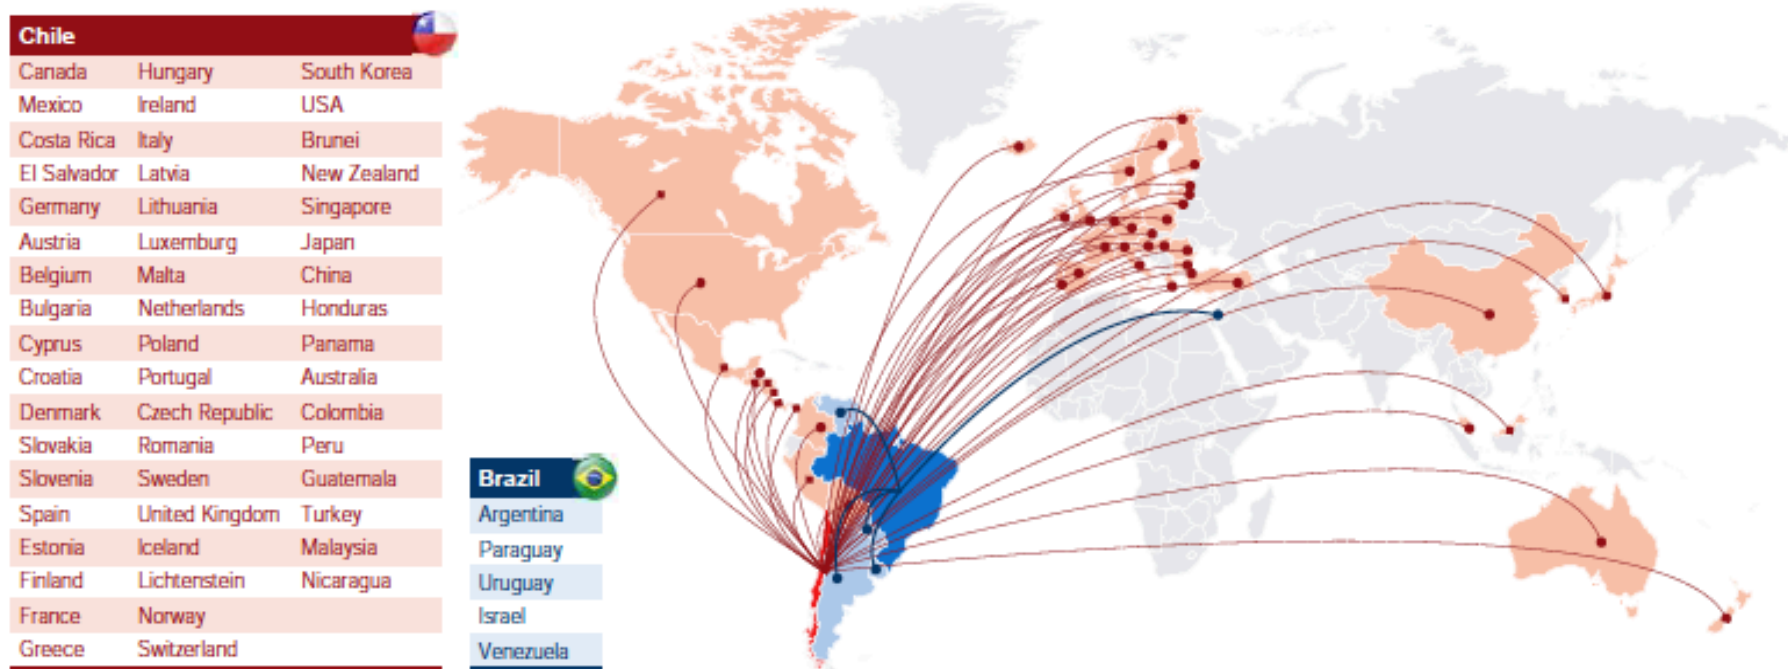 Chile
Canada Hungary South Korea
Mexico Ireland USA
Costa Rica Italy Brunei
El Salvador Latvia New Zealand
Germany Lithuania Singapore
Austria Luxemburg Japan
Belgium Malta China
Bulgaria Netherlands Honduras
Cyprus Poland Panama
Croatia Portugal Australia
Denmark Czech Republic Colombia
Slovakia Romania Peru
Slovenia Sweden Guatemala
Spain United Kingdom Turkey
Estonia Iceland Malaysia
Finland Lichtenstein Nicaragua
France Norway
Greece Switzerland
Brazil
Argentina
Paraguay
Uruguay
Israel
Venezuela